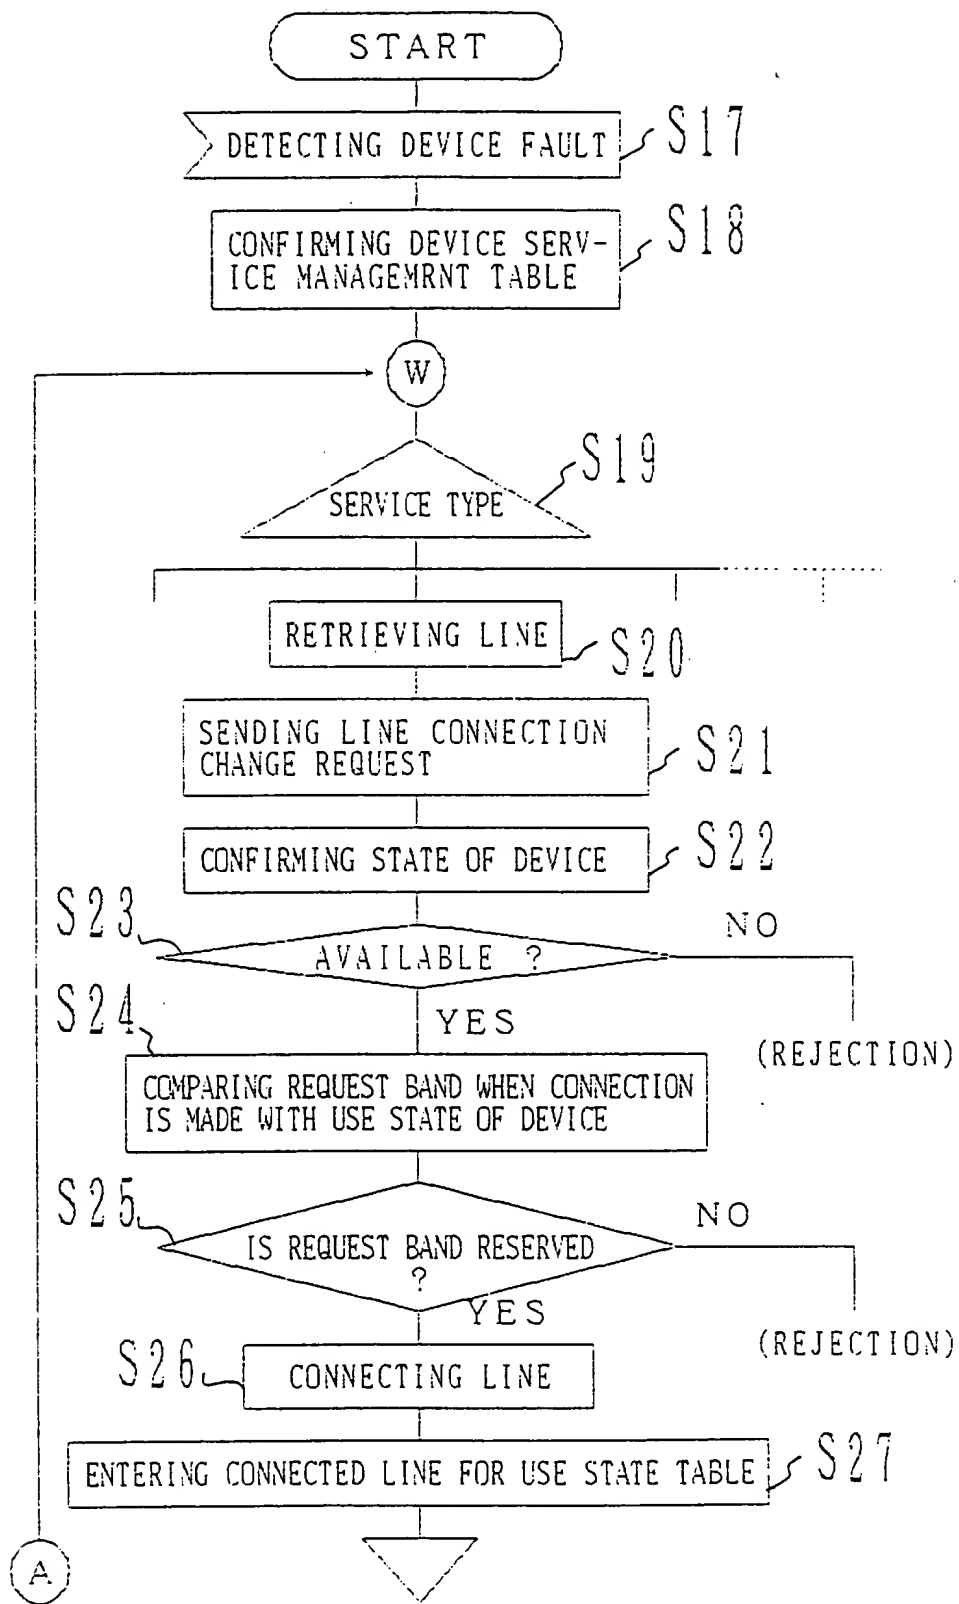 START
DETECTING DEVICE FAULT
S17
CONFIRMING DEVICE SERV-
ICE MANAGEMRNT TABLE
S18
W
SERVICE TYPE
S19
RETRIEVING LINE
S20
SENDING LINE CONNECTION
CHANGE REQUEST
S21
CONFIRMING STATE OF DEVICE
S22
S23
AVAILABLE ?
NO
YES
(REJECTION)
S24
COMPARING REQUEST BAND WHEN CONNECTION
IS MADE WITH USE STATE OF DEVICE
S25
IS REQUEST BAND RESERVED
?
NO
YES
(REJECTION)
S26
CONNECTING LINE
ENTERING CONNECTED LINE FOR USE STATE TABLE
S27
A